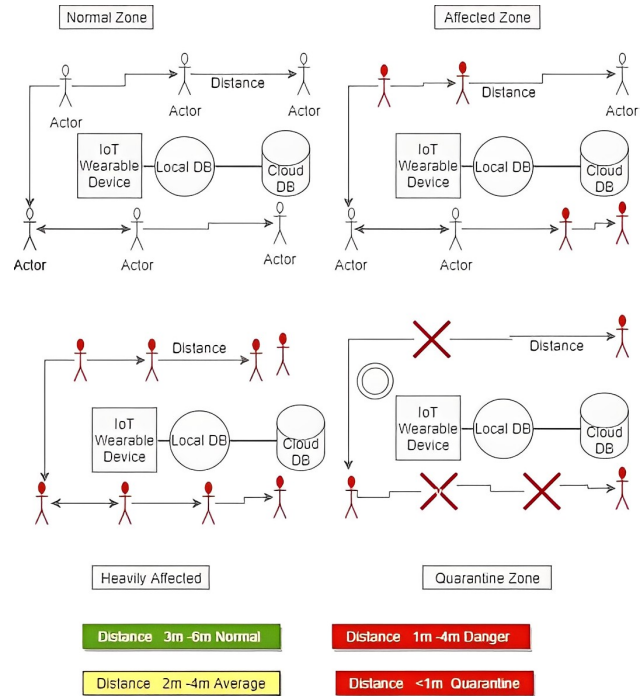 Normal Zone
Affected Zone
Distance
Actor
Actor
Actor
Distance
Actor
IoT
Wearable
Device
Local DB
Cloud
DB
IoT
Wearable
Device
Local DB
Cloud
DB
Actor
Actor
Actor
Actor
Actor
Distance
Distance
IoT
Wearable
Device
Local DB
Cloud
DB
IoT
Wearable
Device
Local DB
Cloud
DB
Heavily Affected
Quarantine Zone
Distance 3m -6m Normal
Distance 1m -4m Danger
Distance 2m -4m Average
Distance <1m Quarantine